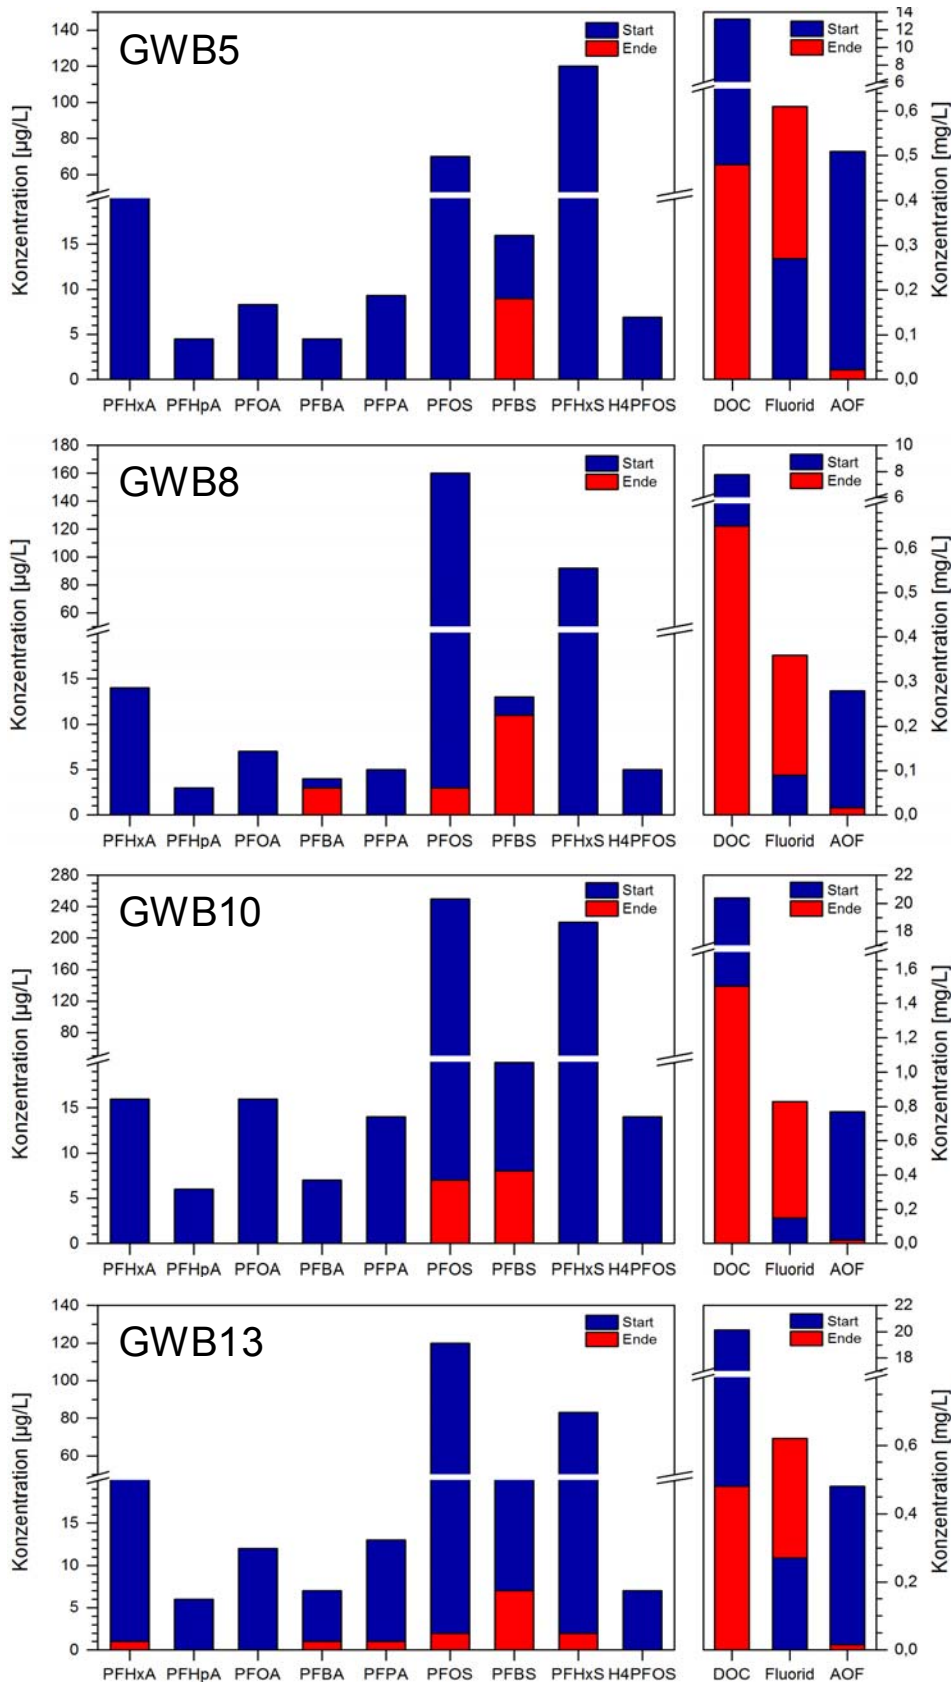 GWB5
Start
Ende
Konzentration [µg/L]
140
120
100
80
60
15
10
5
0
PFHxA PFHpA PFOA PFBA PFPA PFOS PFBS PFHxS H4PFOS
Start
Ende
14
12
10
8
6
0,6
0,5
0,4
0,3
0,2
0,1
0,0
Konzentration [mg/L]
DOC Fluorid AOF
GWB8
Start
Ende
Konzentration [µg/L]
180
160
140
120
100
80
60
15
10
5
0
PFHxA PFHpA PFOA PFBA PFPA PFOS PFBS PFHxS H4PFOS
Start
Ende
10
8
6
0,6
0,4
0,3
0,2
0,1
0,0
Konzentration [mg/L]
DOC Fluorid AOF
GWB10
Start
Ende
Konzentration [µg/L]
280
240
200
160
120
80
15
10
5
0
PFHxA PFHpA PFOA PFBA PFPA PFOS PFBS PFHxS H4PFOS
Start
Ende
22
20
18
1,6
1,4
1,2
1,0
0,8
0,6
0,4
0,2
0,0
Konzentration [mg/L]
DOC Fluorid AOF
GWB13
Start
Ende
Konzentration [µg/L]
140
120
100
80
60
15
10
5
0
PFHxA PFHpA PFOA PFBA PFPA PFOS PFBS PFHxS H4PFOS
Start
Ende
22
20
18
0,6
0,4
0,2
0,0
Konzentration [mg/L]
DOC Fluorid AOF